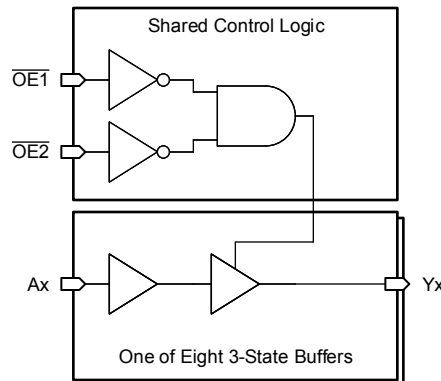 Shared Control Logic
OE1
OE2
Ax
Yx
One of Eight 3-State Buffers